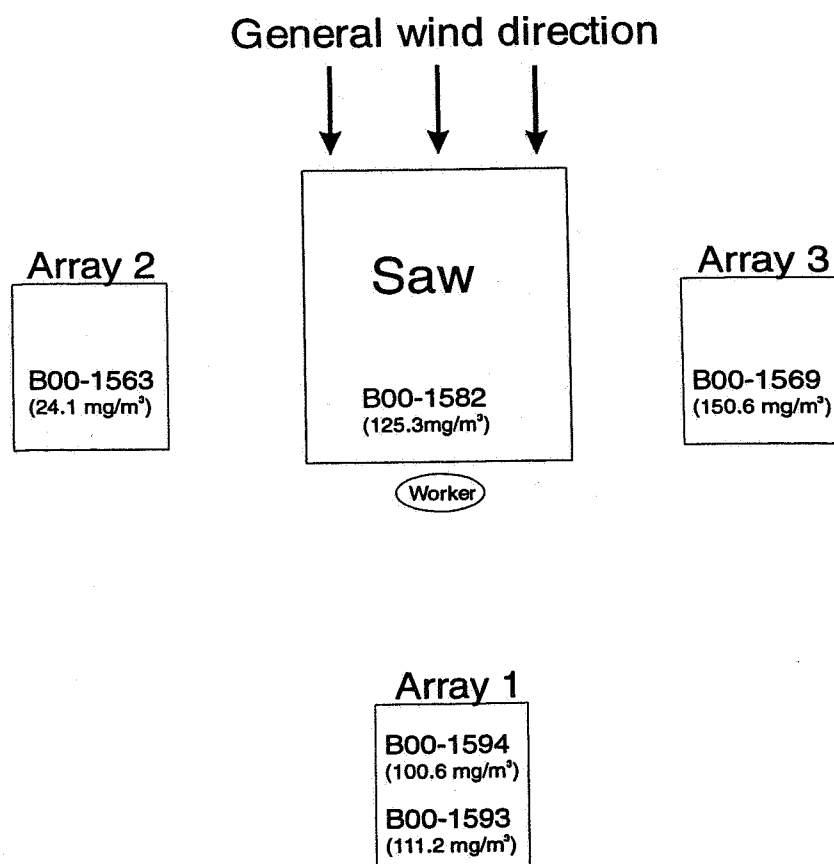 General wind direction
Saw
Array 2
Array 3
B00-1563
(24.1 mg/m³)
B00-1582
(125.3mg/m³)
B00-1569
(150.6 mg/m³)
Worker
Array 1
B00-1594
(100.6 mg/m³)
B00-1593
(111.2 mg/m³)